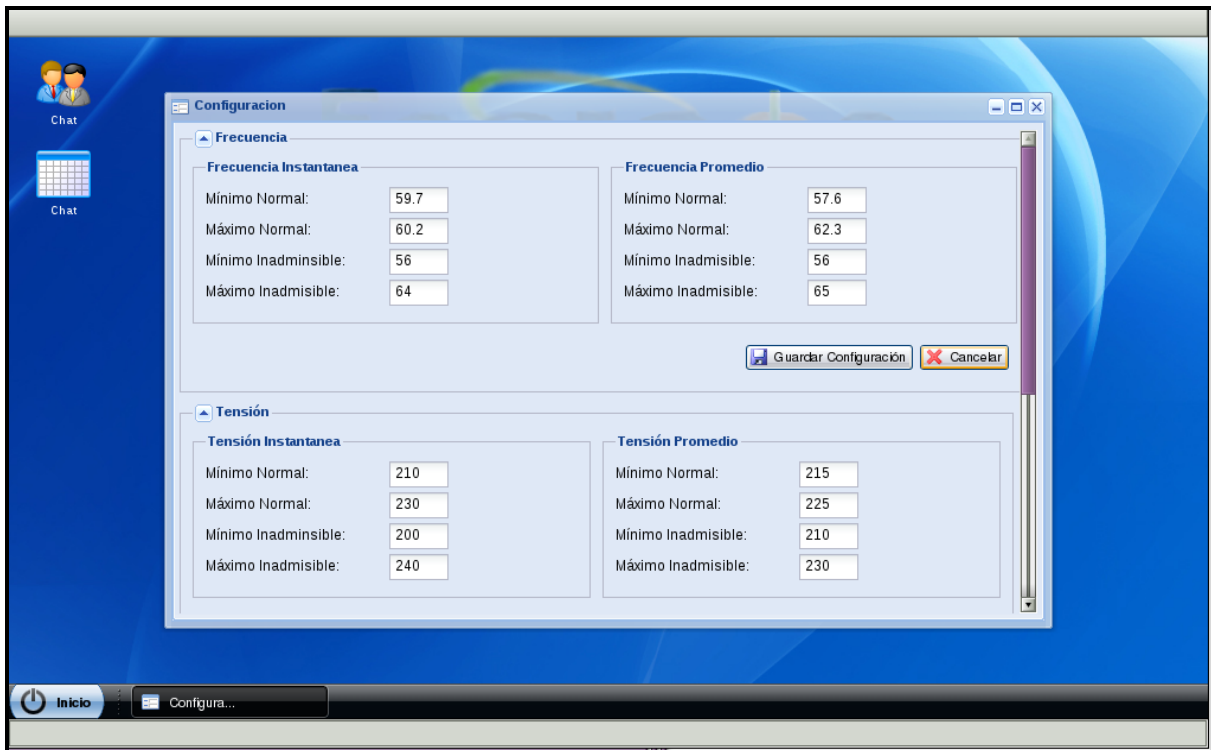 Chat
Chat
Configuracion
Frecuencia
Frecuencia Instantanea
Mínimo Normal: 59.7
Máximo Normal: 60.2
Mínimo Inadminsible: 56
Máximo Inadmisible: 64
Frecuencia Promedio
Mínimo Normal: 57.6
Máximo Normal: 62.3
Mínimo Inadmisible: 56
Máximo Inadmisible: 65
Guardar Configuración
Cancelar
Tensión
Tensión Instantanea
Mínimo Normal: 210
Máximo Normal: 230
Mínimo Inadminsible: 200
Máximo Inadmisible: 240
Tensión Promedio
Mínimo Normal: 215
Máximo Normal: 225
Mínimo Inadmisible: 210
Máximo Inadmisible: 230
Inicio
Configura...